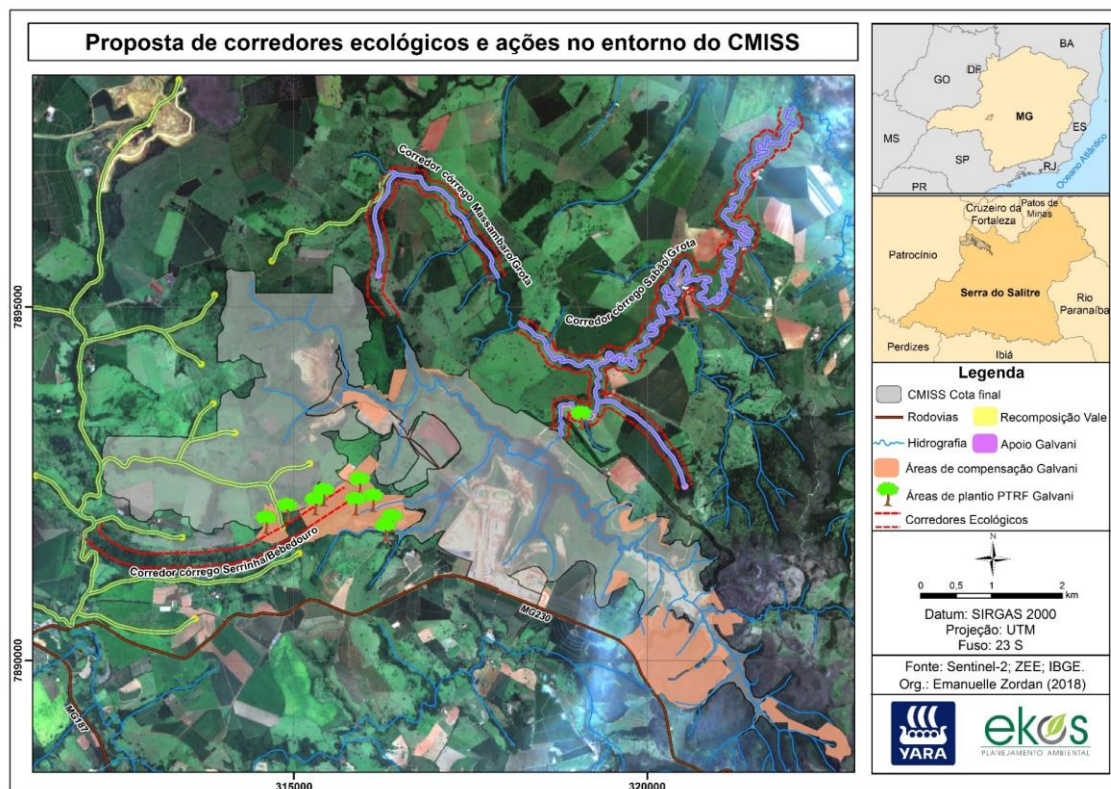 Proposta de corredores ecológicos e ações no entorno do CMISS
Corredor córrego Massambaro/Grota
Corredor córrego Sabão/Grota
Corredor córrego Serrinha/Bebedouro
MG230
MG187
7895000
7890000
315000
320000
BA
GO
DF
MG
ES
MS
SP
RJ
PR
Oceano Atlântico
Cruzeiro da
Fortaleza
Patos de
Minas
Patrocínio
Serra do Salitre
Rio
Paranaíba
Perdizes
Ibiá
Legenda
CMISS Cota final
Rodovias
Recomposição Vale
Hidrografia
Apoio Galvani
Áreas de compensação Galvani
Áreas de plantio PTRF Galvani
Corredores Ecológicos
N
0 0,5 1 2
km
Datum: SIRGAS 2000
Projeção: UTM
Fuso: 23 S
Fonte: Sentinel-2; ZEE; IBGE.
Org.: Emanuelle Zordan (2018)
YARA
ekos
PLANEJAMENTO AMBIENTAL